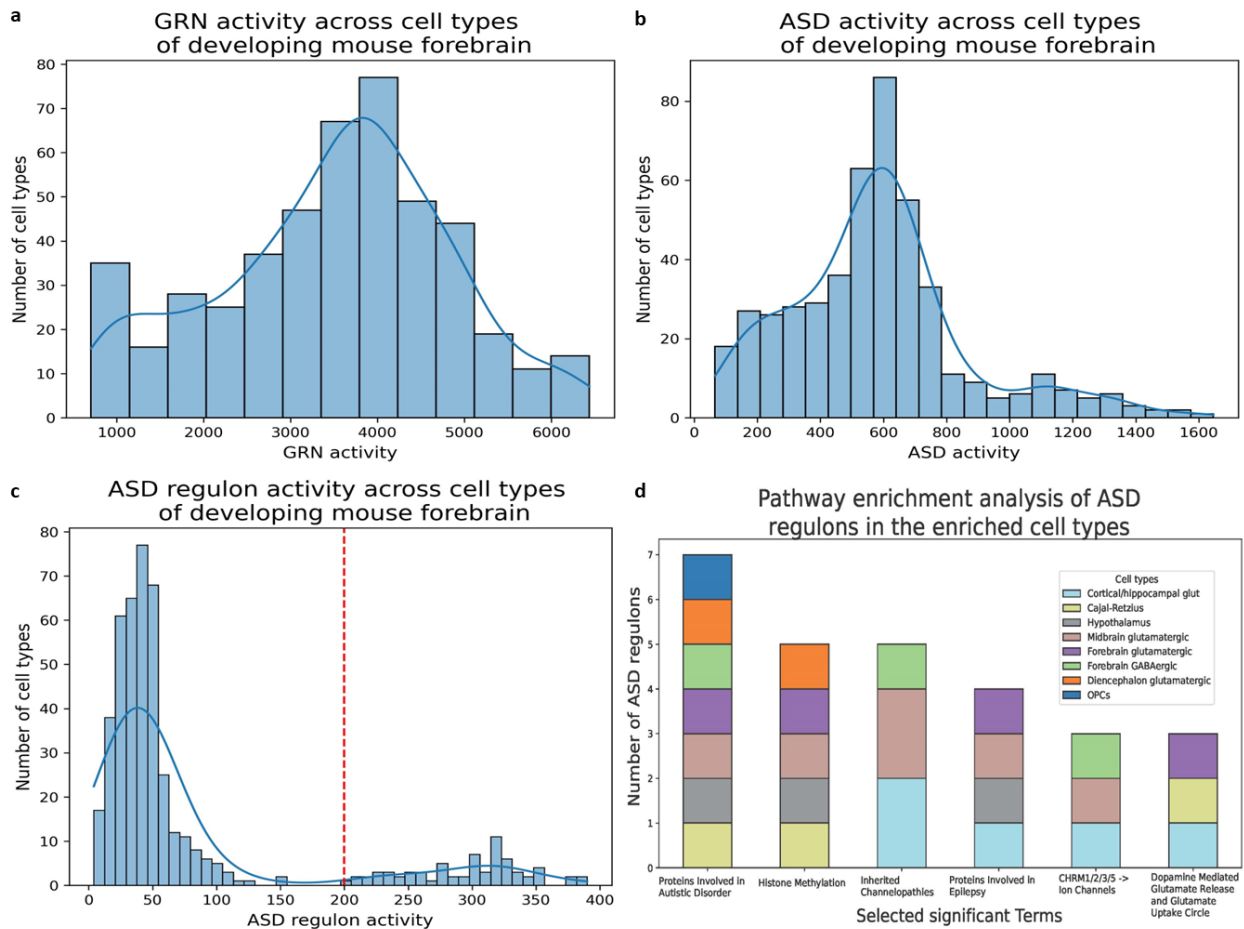 a
GRN activity across cell types
of developing mouse forebrain
Number of cell types
80
70
60
50
40
30
20
10
0
1000 2000 3000 4000 5000 6000
GRN activity
b
ASD activity across cell types
of developing mouse forebrain
Number of cell types
80
60
40
20
0
0 200 400 600 800 1000 1200 1400 1600
ASD activity
c
ASD regulon activity across cell types
of developing mouse forebrain
Number of cell types
80
70
60
50
40
30
20
10
0
0 50 100 150 200 250 300 350 400
ASD regulon activity
d
Pathway enrichment analysis of ASD
regulons in the enriched cell types
Number of ASD regulons
7
6
5
4
3
2
1
0
Cell types
Cortical/hippocampal glut
Cajal-Retzius
Hypothalamus
Midbrain glutamatergic
Forebrain glutamatergic
Forebrain GABAergic
Diencephalon glutamatergic
OPCs
Proteins Involved in
Autistic Disorder
Histone Methylation
Inherited
Channelopathies
Proteins Involved in
Epilepsy
CHRM1/2/3/5 ->
Ion Channels
Dopamine Mediated
Glutamate Release
and Glutamate
Uptake Circle
Selected significant Terms